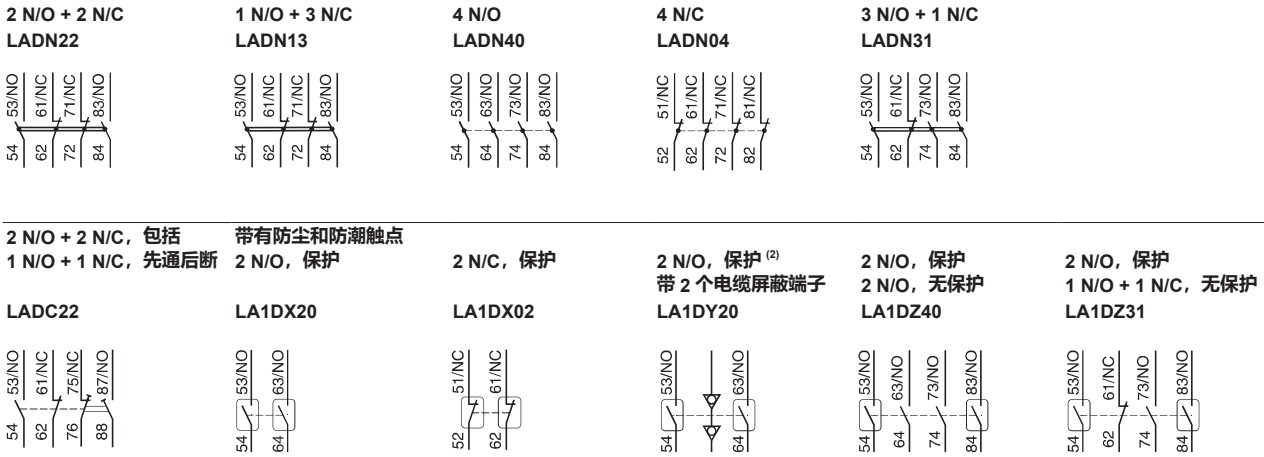 2 N/O + 2 N/C
LADN22
53/NO 61/NC 71/NC 83/NO
54 62 72 84
1 N/O + 3 N/C
LADN13
53/NO 61/NC 71/NC 83/NO
54 62 72 84
4 N/O
LADN40
53/NO 63/NO 73/NO 83/NO
54 64 74 84
4 N/C
LADN04
51/NC 61/NC 71/NC 81/NC
52 62 72 82
3 N/O + 1 N/C
LADN31
53/NO 61/NC 73/NO 83/NO
54 62 74 84
2 N/O + 2 N/C，包括
1 N/O + 1 N/C，先通后断
LADC22
53/NO 61/NC 75/NC 87/NO
54 62 76 88
带有防尘和防潮触点
2 N/O，保护
LA1DX20
53/NO 63/NO
54 64
2 N/C，保护
LA1DX02
51/NC 61/NC
52 62
2 N/O，保护 (2)
带 2 个电缆屏蔽端子
LA1DY20
53/NO 63/NO
54 64
2 N/O，保护
2 N/O，无保护
LA1DZ40
53/NO 63/NO 73/NO 83/NO
54 64 74 84
2 N/O，保护
1 N/O + 1 N/C，无保护
LA1DZ31
53/NO 61/NC 73/NO 83/NO
54 62 74 84